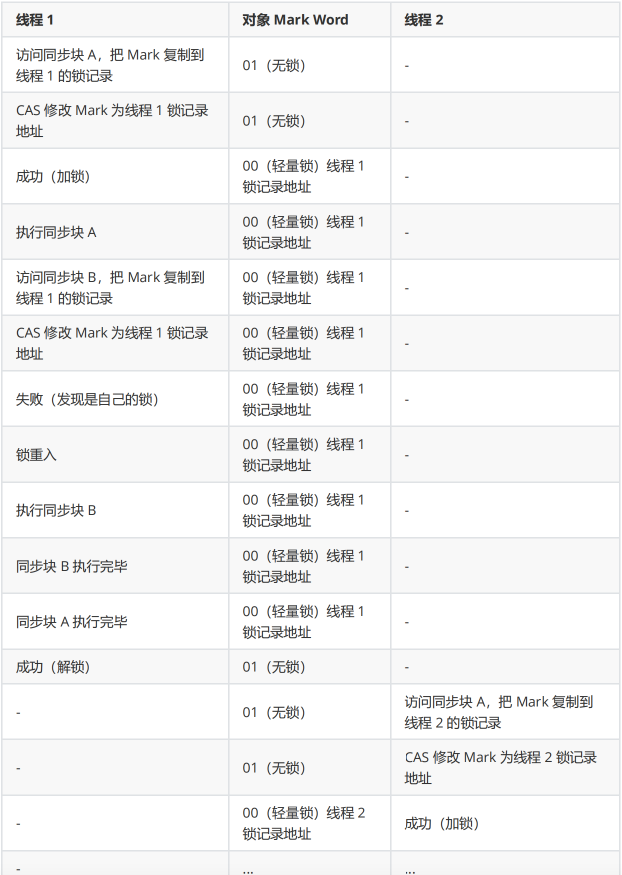 线程 1 对象 Mark Word 线程 2
访问同步块 A，把 Mark 复制到
线程 1 的锁记录
01（无锁）
-
CAS 修改 Mark 为线程 1 锁记录
地址
01（无锁）
-
成功（加锁）
00（轻量锁）线程 1
锁记录地址
-
执行同步块 A
00（轻量锁）线程 1
锁记录地址
-
访问同步块 B，把 Mark 复制到
线程 1 的锁记录
00（轻量锁）线程 1
锁记录地址
-
CAS 修改 Mark 为线程 1 锁记录
地址
00（轻量锁）线程 1
锁记录地址
-
失败（发现是自己的锁）
00（轻量锁）线程 1
锁记录地址
-
锁重入
00（轻量锁）线程 1
锁记录地址
-
执行同步块 B
00（轻量锁）线程 1
锁记录地址
-
同步块 B 执行完毕
00（轻量锁）线程 1
锁记录地址
-
同步块 A 执行完毕
00（轻量锁）线程 1
锁记录地址
-
成功（解锁）
01（无锁）
-
-
01（无锁）
访问同步块 A，把 Mark 复制到
线程 2 的锁记录
-
01（无锁）
CAS 修改 Mark 为线程 2 锁记录
地址
-
00（轻量锁）线程 2
锁记录地址
成功（加锁）
-
...
...